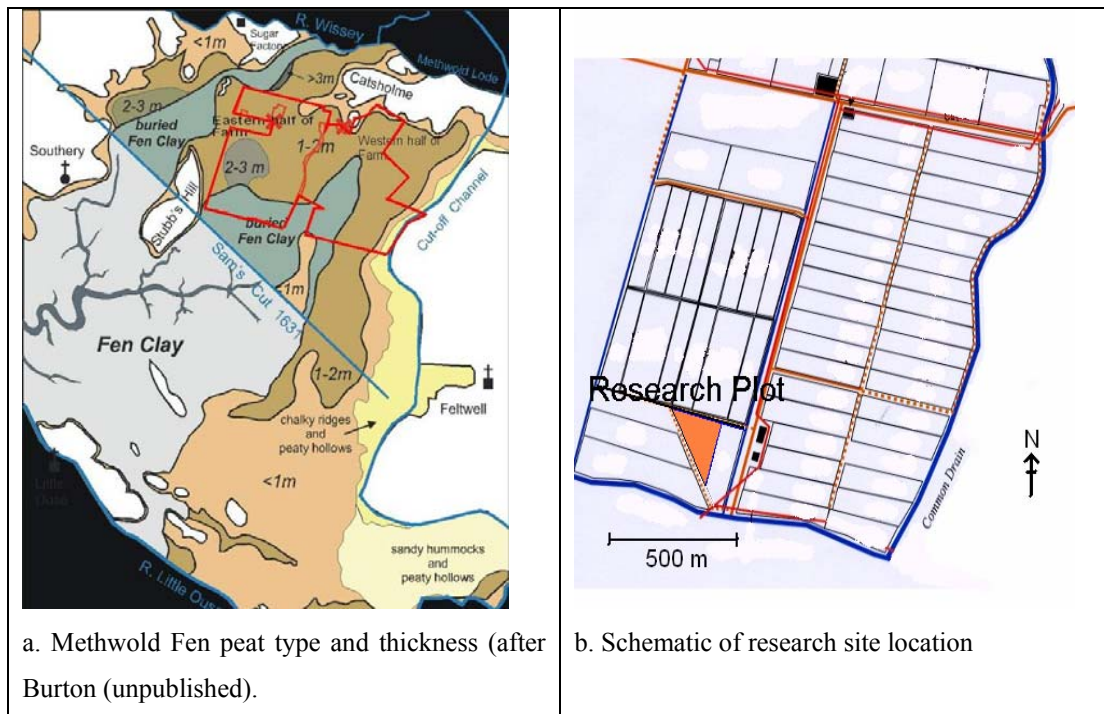 R. Wissey
Sugar
Factory
<1m
Methwold Lode
>3m
Catsholme
2-3 m
buried
Fen Clay
Eastern half of
Farm
1-2m
Western half of
Farm
Southery
2-3 m
Stubb's Hill
buried
Fen Clay
Cut-off Channel
Sam's Cut 1631
<1m
Fen Clay
1-2m
Feltwell
chalky ridges
and
peaty hollows
Little
Ouse
<1m
sandy hummocks
and
peaty hollows
R. Little Ouse
Research Plot
N
Common Drain
500 m
a. Methwold Fen peat type and thickness (after
Burton (unpublished).
b. Schematic of research site location